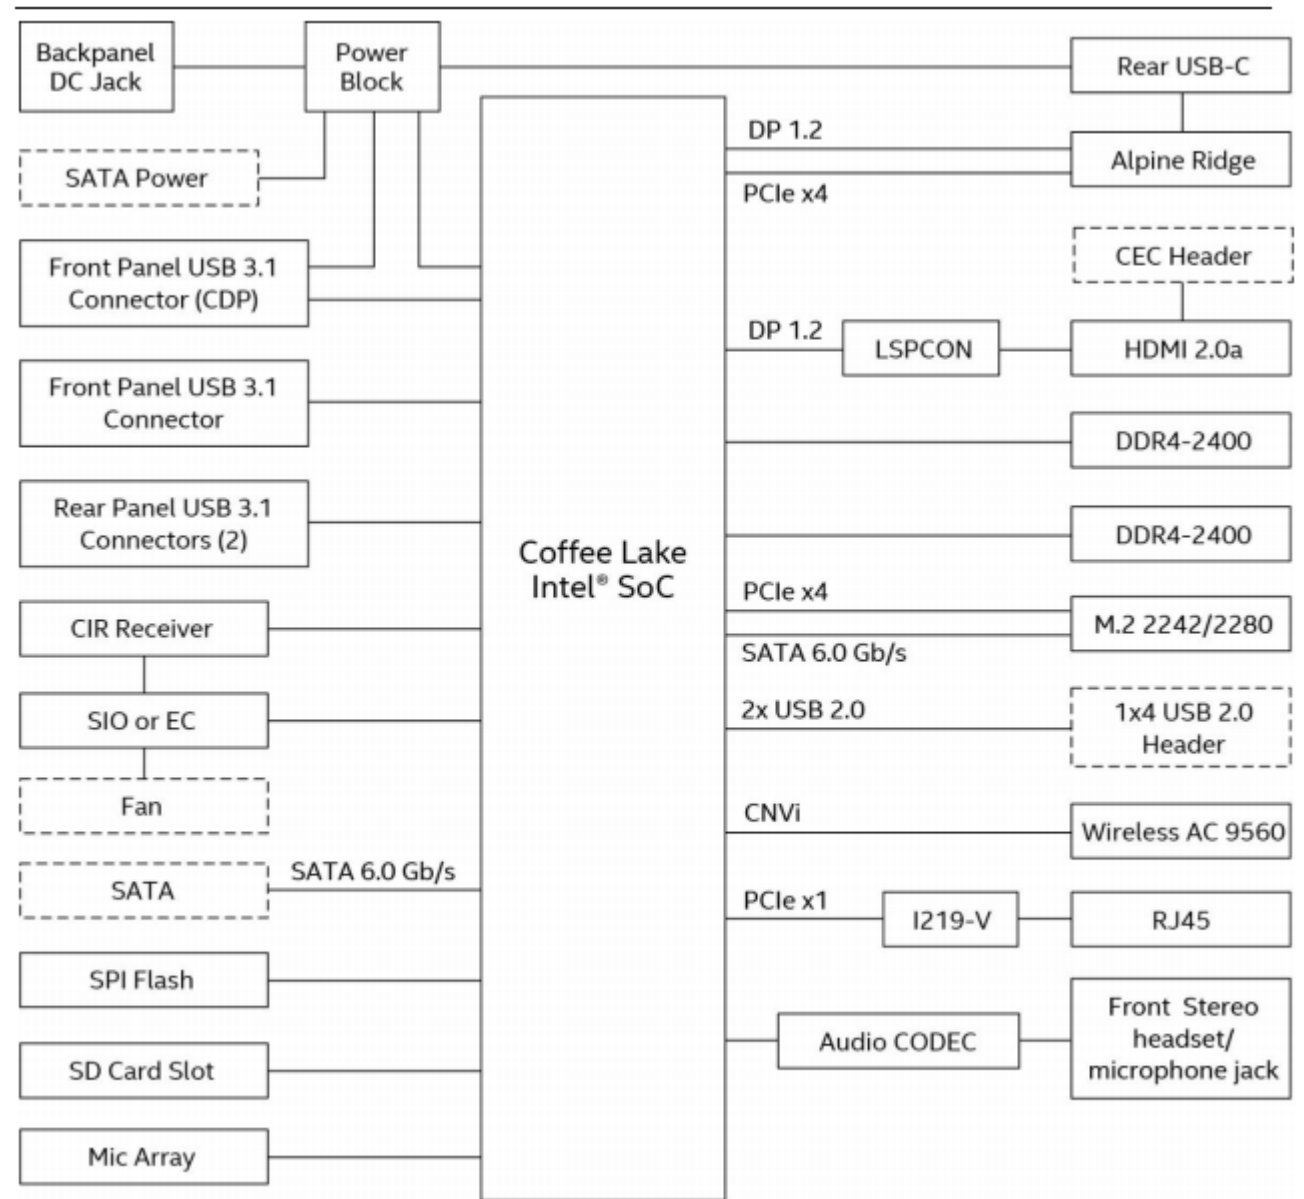 Backpanel
DC Jack
Power
Block
Rear USB-C
DP 1.2
Alpine Ridge
PCIe x4
SATA Power
CEC Header
Front Panel USB 3.1
Connector (CDP)
DP 1.2
LSPCON
HDMI 2.0a
Front Panel USB 3.1
Connector
DDR4-2400
Rear Panel USB 3.1
Connectors (2)
DDR4-2400
Coffee Lake
Intel® SoC
PCIe x4
M.2 2242/2280
SATA 6.0 Gb/s
CIR Receiver
2x USB 2.0
1x4 USB 2.0
Header
SIO or EC
Fan
CNVi
Wireless AC 9560
SATA 6.0 Gb/s
SATA
PCIe x1
I219-V
RJ45
SPI Flash
Front Stereo
headset/
microphone jack
Audio CODEC
SD Card Slot
Mic Array